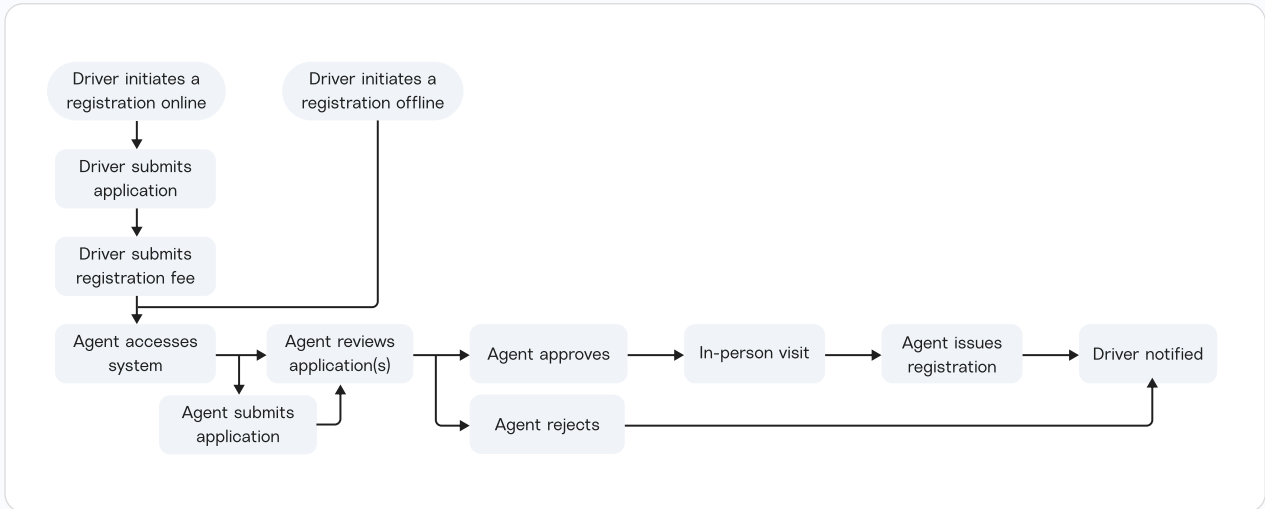 Driver initiates a
registration online
Driver initiates a
registration offline
Driver submits
application
Driver submits
registration fee
Agent accesses
system
Agent reviews
application(s)
Agent approves
In-person visit
Agent issues
registration
Driver notified
Agent submits
application
Agent rejects